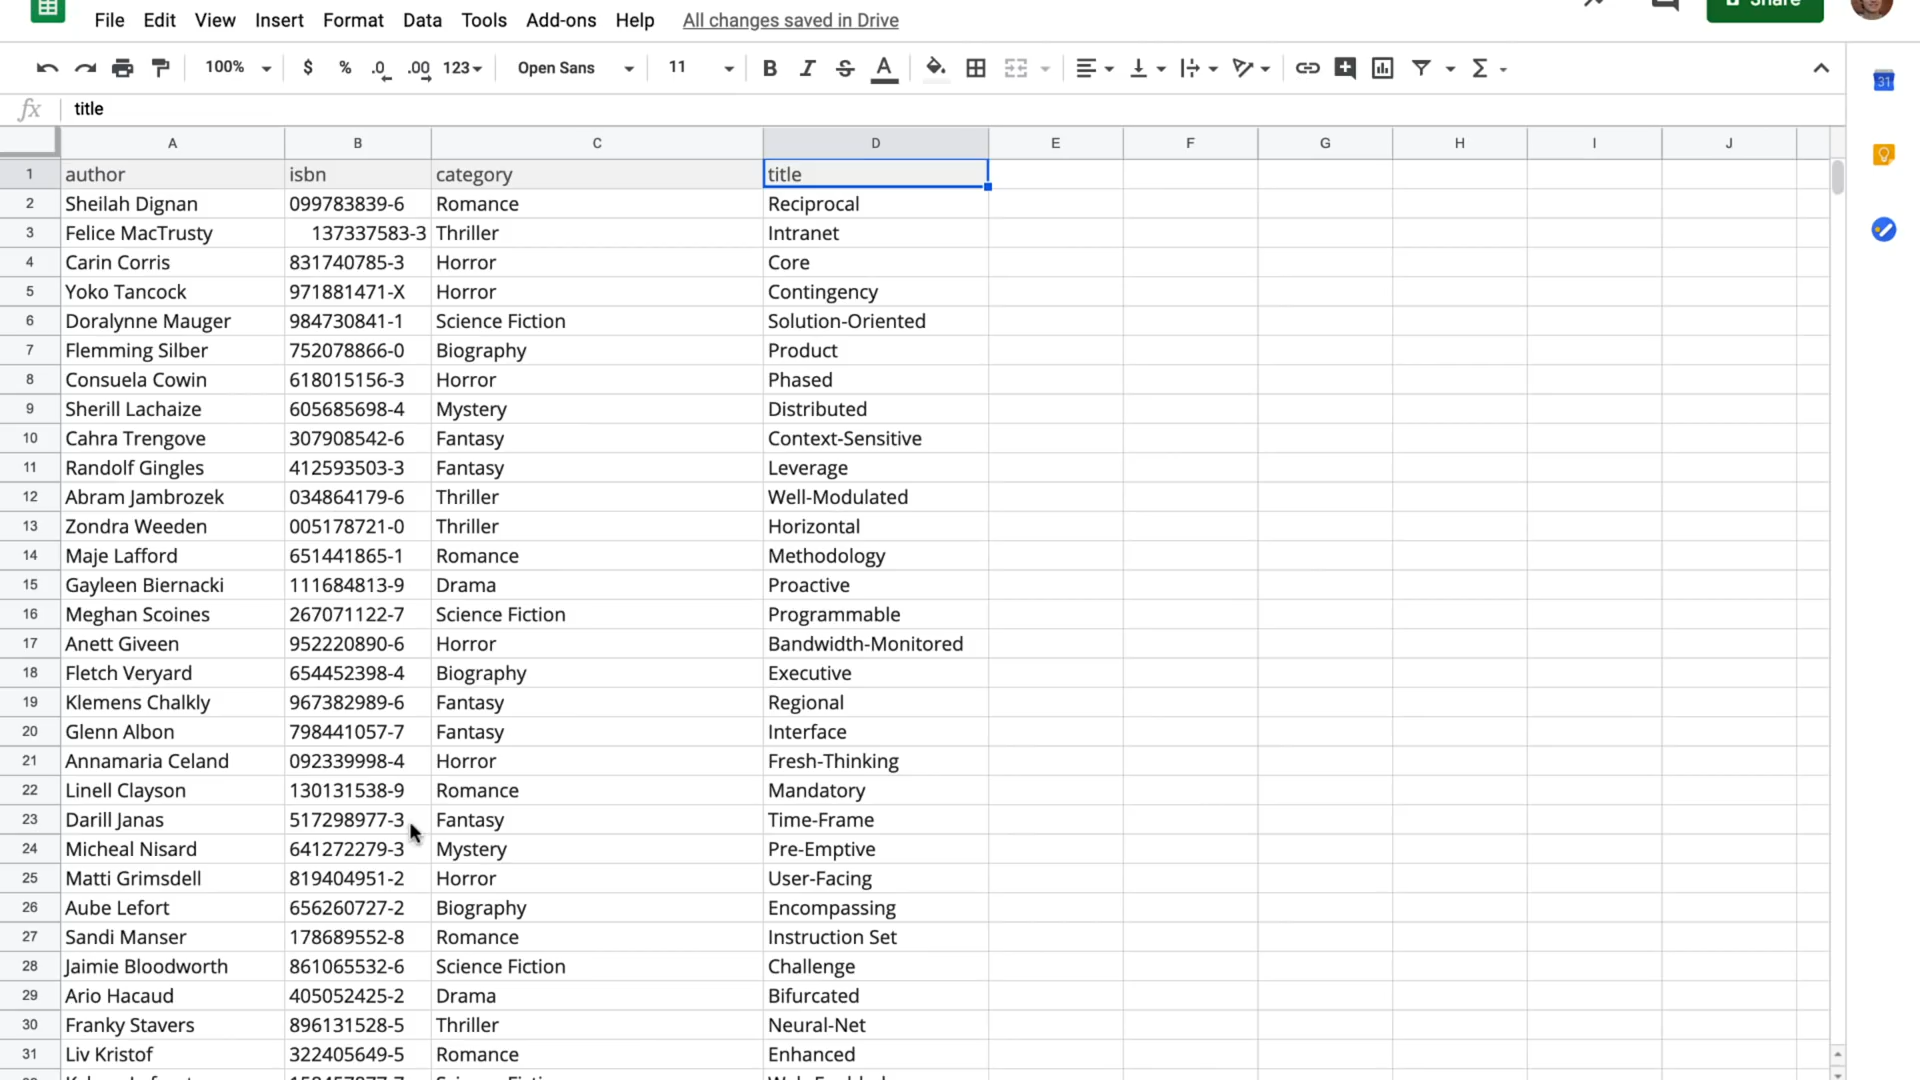 File Edit View Insert Format Data Tools Add-ons Help All changes saved in Drive Share
100% $ % .0 .00 123 Open Sans 11 B I S A Σ 31
fx title
A B C D E F G H I J
1 author isbn category title
2 Sheilah Dignan 099783839-6 Romance Reciprocal
3 Felice MacTrusty 137337583-3 Thriller Intranet
4 Carin Corris 831740785-3 Horror Core
5 Yoko Tancock 971881471-X Horror Contingency
6 Doralynne Mauger 984730841-1 Science Fiction Solution-Oriented
7 Flemming Silber 752078866-0 Biography Product
8 Consuela Cowin 618015156-3 Horror Phased
9 Sherill Lachaize 605685698-4 Mystery Distributed
10 Cahra Trengove 307908542-6 Fantasy Context-Sensitive
11 Randolf Gingles 412593503-3 Fantasy Leverage
12 Abram Jambrozek 034864179-6 Thriller Well-Modulated
13 Zondra Weeden 005178721-0 Thriller Horizontal
14 Maje Lafford 651441865-1 Romance Methodology
15 Gayleen Biernacki 111684813-9 Drama Proactive
16 Meghan Scoines 267071122-7 Science Fiction Programmable
17 Anett Giveen 952220890-6 Horror Bandwidth-Monitored
18 Fletch Veryard 654452398-4 Biography Executive
19 Klemens Chalkly 967382989-6 Fantasy Regional
20 Glenn Albon 798441057-7 Fantasy Interface
21 Annamaria Celand 092339998-4 Horror Fresh-Thinking
22 Linell Clayson 130131538-9 Romance Mandatory
23 Darill Janas 517298977-3 Fantasy Time-Frame
24 Micheal Nisard 641272279-3 Mystery Pre-Emptive
25 Matti Grimsdell 819404951-2 Horror User-Facing
26 Aube Lefort 656260727-2 Biography Encompassing
27 Sandi Manser 178689552-8 Romance Instruction Set
28 Jaimie Bloodworth 861065532-6 Science Fiction Challenge
29 Ario Hacaud 405052425-2 Drama Bifurcated
30 Franky Stavers 896131528-5 Thriller Neural-Net
31 Liv Kristof 322405649-5 Romance Enhanced